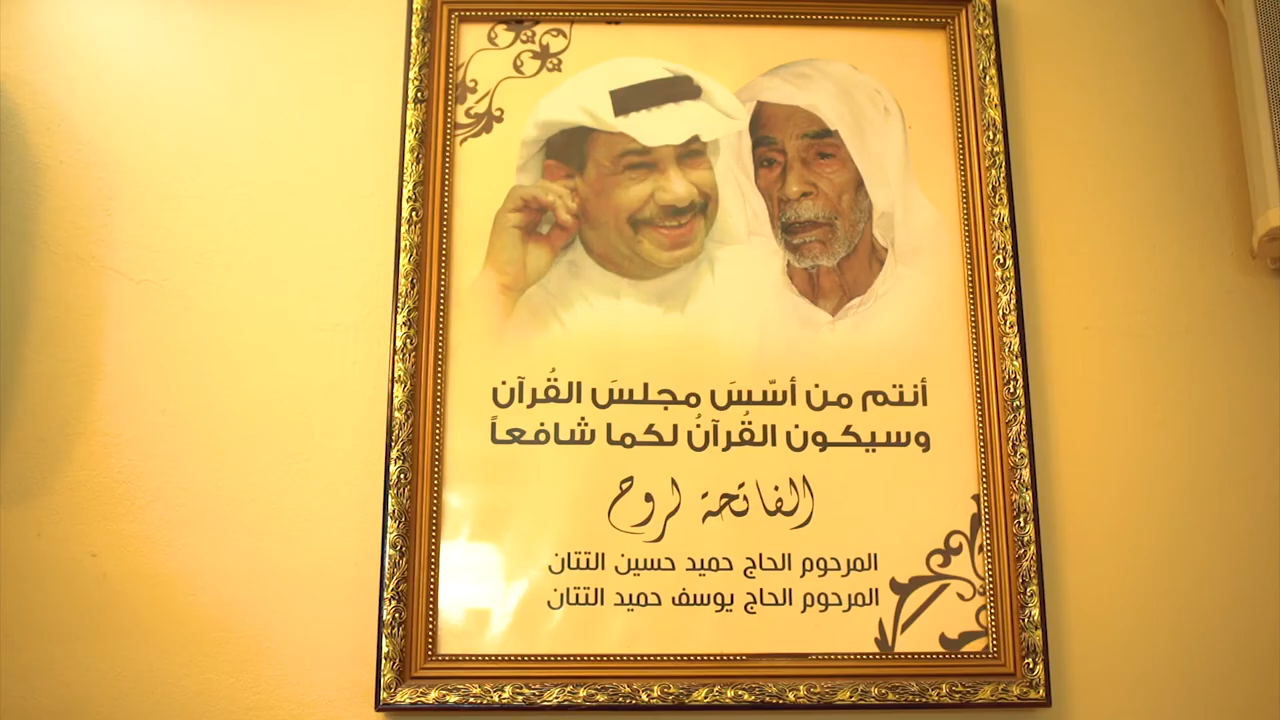 أنتم من أسّسَ مجلسَ القُرآن
وسيكون القُرآنُ لكما شافعاً
الفاتحة لروح
المرحوم الحاج حميد حسين التتان
المرحوم الحاج يوسف حميد التتان